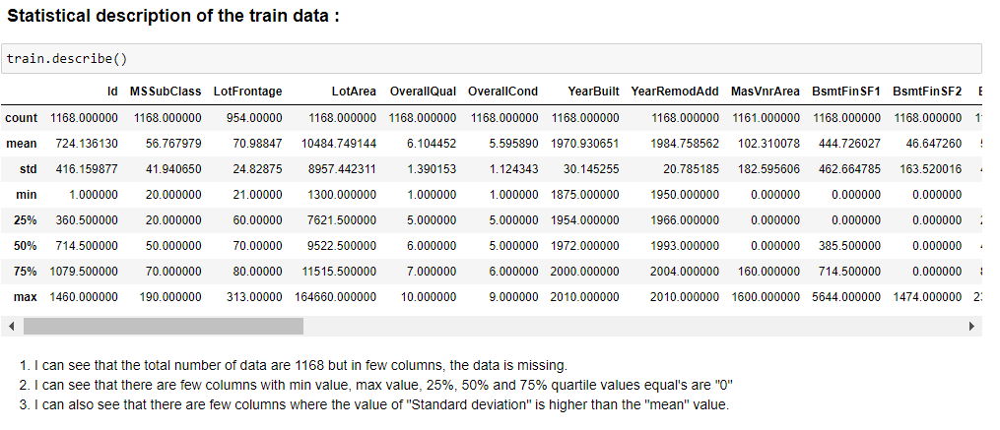 Statistical description of the train data :
train.describe()
Id MSSubClass LotFrontage LotArea OverallQual OverallCond YearBuilt YearRemodAdd MasVnrArea BsmtFinSF1 BsmtFinSF2
count 1168.000000 1168.000000 954.00000 1168.000000 1168.000000 1168.000000 1168.000000 1168.000000 1161.000000 1168.000000 1168.000000
mean 724.136130 56.767979 70.98847 10484.749144 6.104452 5.595890 1970.930651 1984.758562 102.310078 444.726027 46.647260
std 416.159877 41.940650 24.82875 8957.442311 1.390153 1.124343 30.145255 20.785185 182.595606 462.664785 163.520016
min 1.000000 20.000000 21.00000 1300.000000 1.000000 1.000000 1875.000000 1950.000000 0.000000 0.000000 0.000000
25% 360.500000 20.000000 60.00000 7621.500000 5.000000 5.000000 1954.000000 1966.000000 0.000000 0.000000 0.000000
50% 714.500000 50.000000 70.00000 9522.500000 6.000000 5.000000 1972.000000 1993.000000 0.000000 385.500000 0.000000
75% 1079.500000 70.000000 80.00000 11515.500000 7.000000 6.000000 2000.000000 2004.000000 160.000000 714.500000 0.000000
max 1460.000000 190.000000 313.00000 164660.000000 10.000000 9.000000 2010.000000 2010.000000 1600.000000 5644.000000 1474.000000
1. I can see that the total number of data are 1168 but in few columns, the data is missing.
2. I can see that there are few columns with min value, max value, 25%, 50% and 75% quartile values equal's are "0"
3. I can also see that there are few columns where the value of "Standard deviation" is higher than the "mean" value.